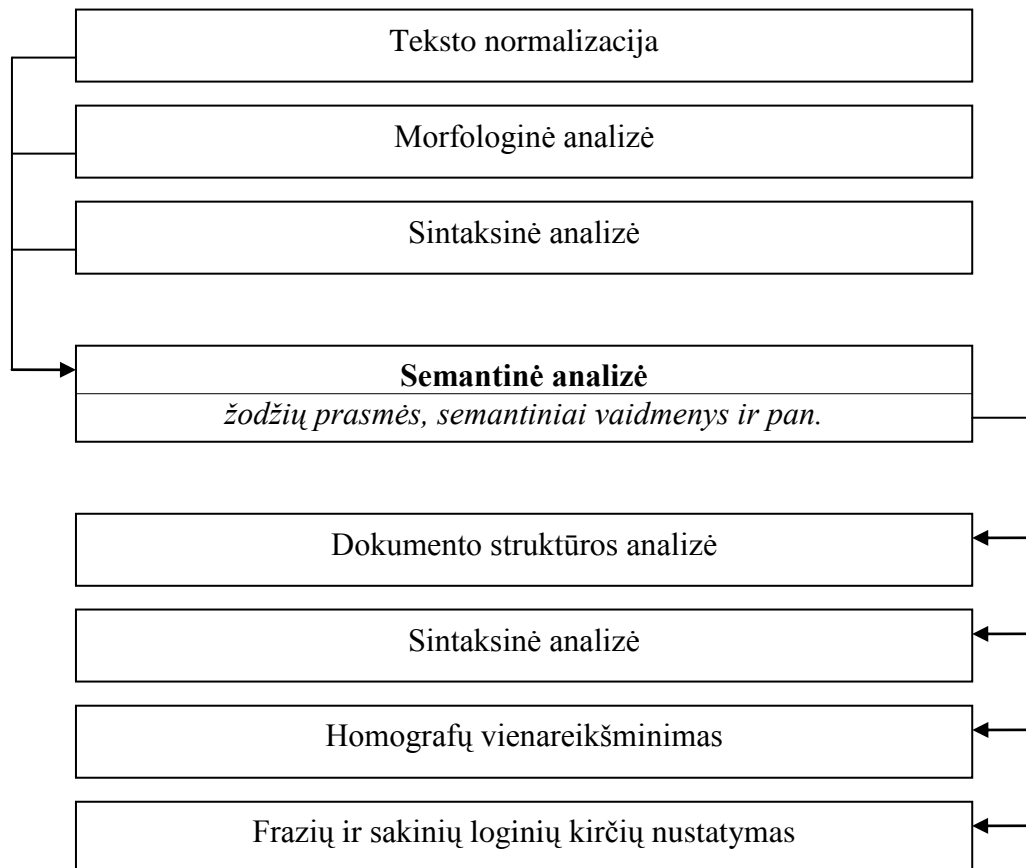 Teksto normalizacija
Morfologinė analizė
Sintaksinė analizė
Semantinė analizė
žodžių prasmės, semantiniai vaidmenys ir pan.
Dokumento struktūros analizė
Sintaksinė analizė
Homografų vienareikšminimas
Frazių ir sakinių loginių kirčių nustatymas